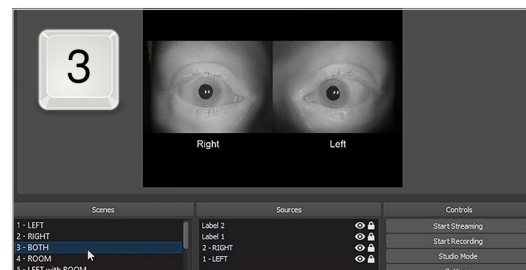 3
Right Left
Scenes Sources Controls
1 - LEFT Label 2 Start Streaming
2 - RIGHT Label 1 Start Recording
3 - BOTH 2 - RIGHT Studio Mode
4 - ROOM 1 - LEFT
5 - LEFT with ROOM